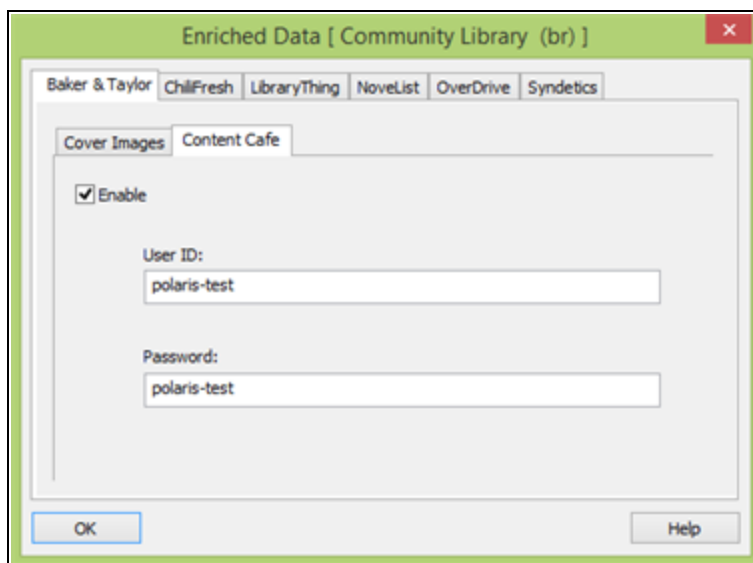 Enriched Data [ Community Library (br) ]
Baker & Taylor ChiliFresh LibraryThing NoveList OverDrive Syndetics
Cover Images Content Cafe
Enable
User ID:
polaris-test
Password:
polaris-test
OK Help